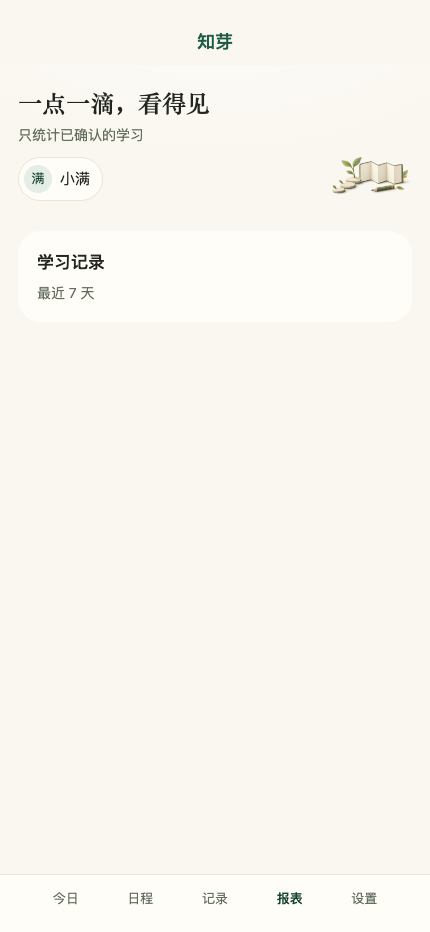 知芽
一点一滴，看得见
只统计已确认的学习
满 小满
学习记录
最近 7 天
今日 日程 记录 报表 设置